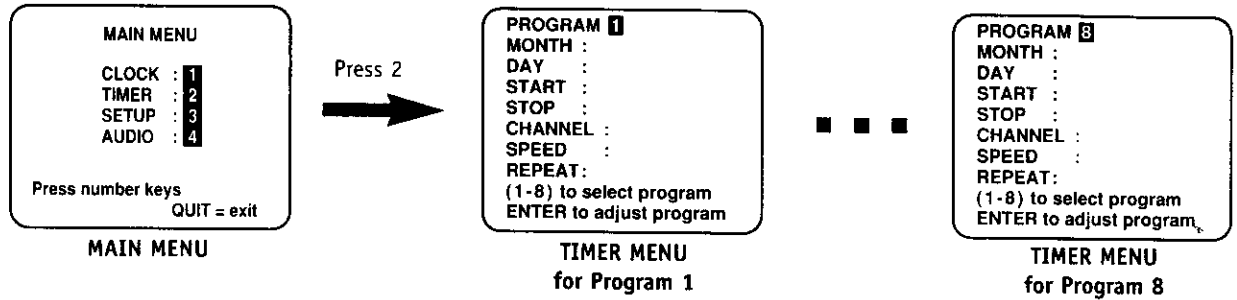 MAIN MENU
CLOCK : 1
TIMER : 2
SETUP : 3
AUDIO : 4
Press number keys
QUIT = exit
MAIN MENU
Press 2
PROGRAM 1
MONTH :
DAY :
START :
STOP :
CHANNEL :
SPEED :
REPEAT:
(1-8) to select program
ENTER to adjust program
TIMER MENU
for Program 1
PROGRAM 8
MONTH :
DAY :
START :
STOP :
CHANNEL :
SPEED :
REPEAT:
(1-8) to select program
ENTER to adjust program
TIMER MENU
for Program 8